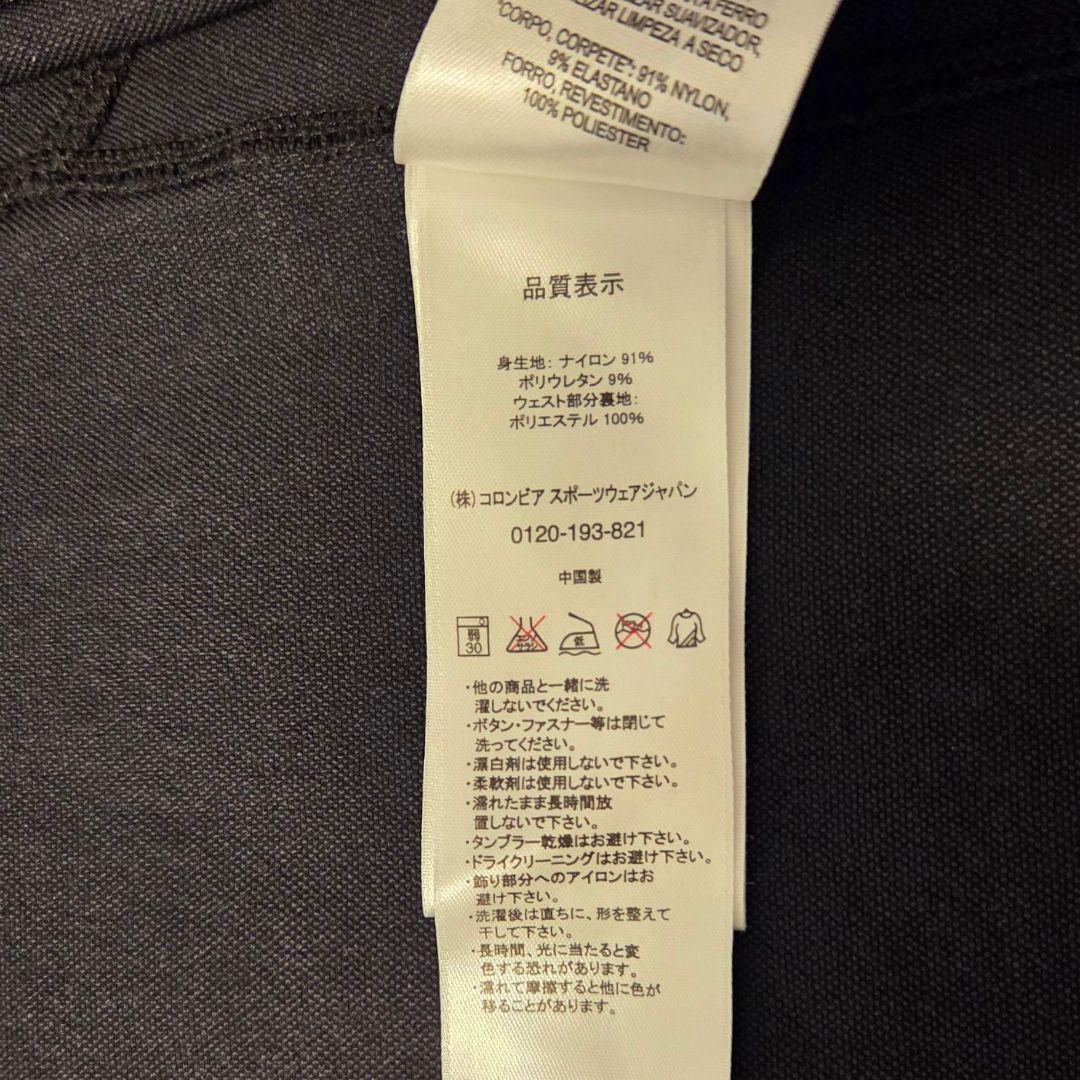 FERRO
SUAVIZADOR,
LIMPEZA A SECO
*CORPO, CORPETE*: 91% NYLON,
9% ELASTANO
FORRO, REVESTIMENTO:
100% POLIESTER
品質表示
身生地: ナイロン 91%
ポリウレタン 9%
ウェスト部分裏地:
ポリエステル 100%
(株) コロンビア スポーツウェアジャパン
0120-193-821
中国製
弱
30
エンソ
サラシ
低
・他の商品と一緒に洗
濯しないでください。
・ボタン・ファスナー等は閉じて
洗ってください。
・漂白剤は使用しないで下さい。
・柔軟剤は使用しないで下さい。
・濡れたまま長時間放
置しないで下さい。
・タンブラー乾燥はお避け下さい。
・ドライクリーニングはお避け下さい。
・飾り部分へのアイロンはお
避け下さい。
・洗濯後は直ちに、形を整えて
干して下さい。
・長時間、光に当たると変
色する恐れがあります。
・濡れて摩擦すると他に色が
移ることがあります。